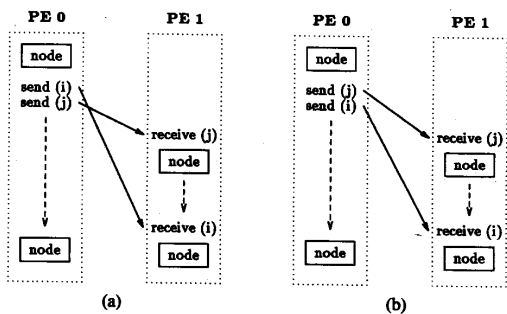 PE 0
PE 1
node
send (i)
send (j)
receive (j)
node
receive (i)
node
node
(a)
PE 0
PE 1
node
send (j)
send (i)
receive (j)
node
receive (i)
node
node
(b)